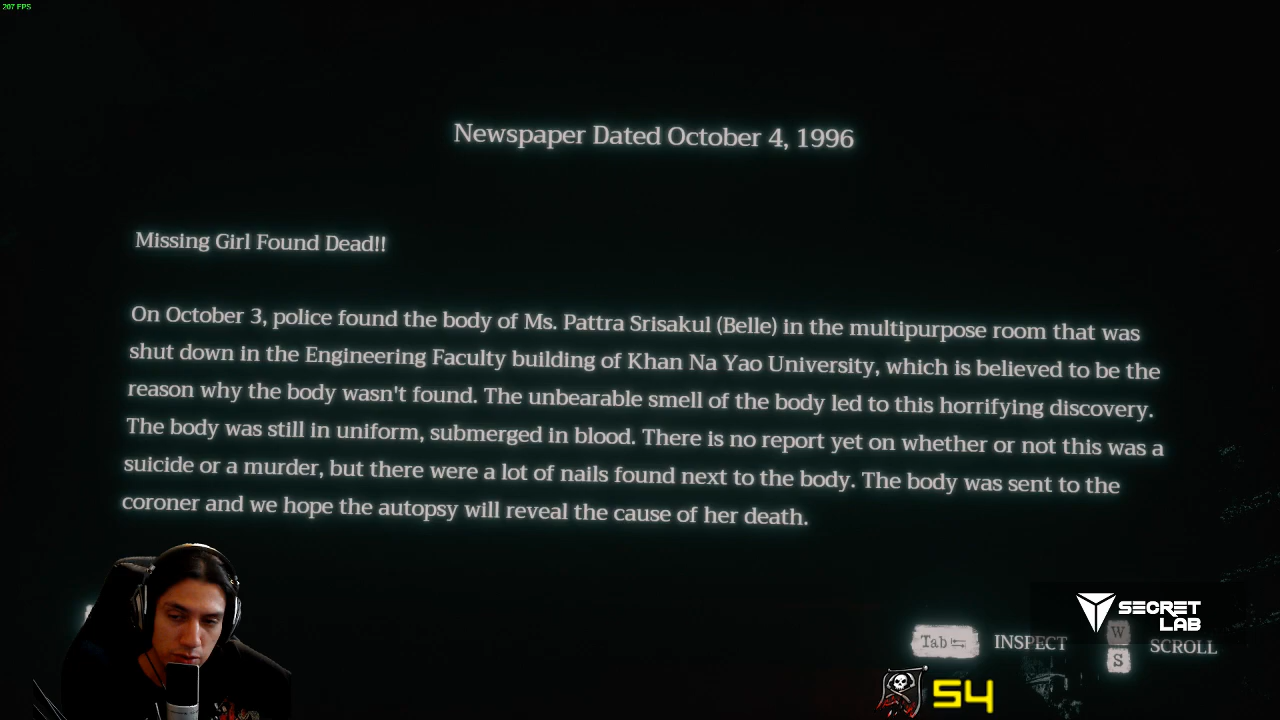 207 FPS
Newspaper Dated October 4, 1996
Missing Girl Found Dead!!
On October 3, police found the body of Ms. Pattra Srisakul (Belle) in the multipurpose room that was
shut down in the Engineering Faculty building of Khan Na Yao University, which is believed to be the
reason why the body wasn't found. The unbearable smell of the body led to this horrifying discovery.
The body was still in uniform, submerged in blood. There is no report yet on whether or not this was a
suicide or a murder, but there were a lot of nails found next to the body. The body was sent to the
coroner and we hope the autopsy will reveal the cause of her death.
SECRET
LAB
Tab INSPECT W
S SCROLL
54